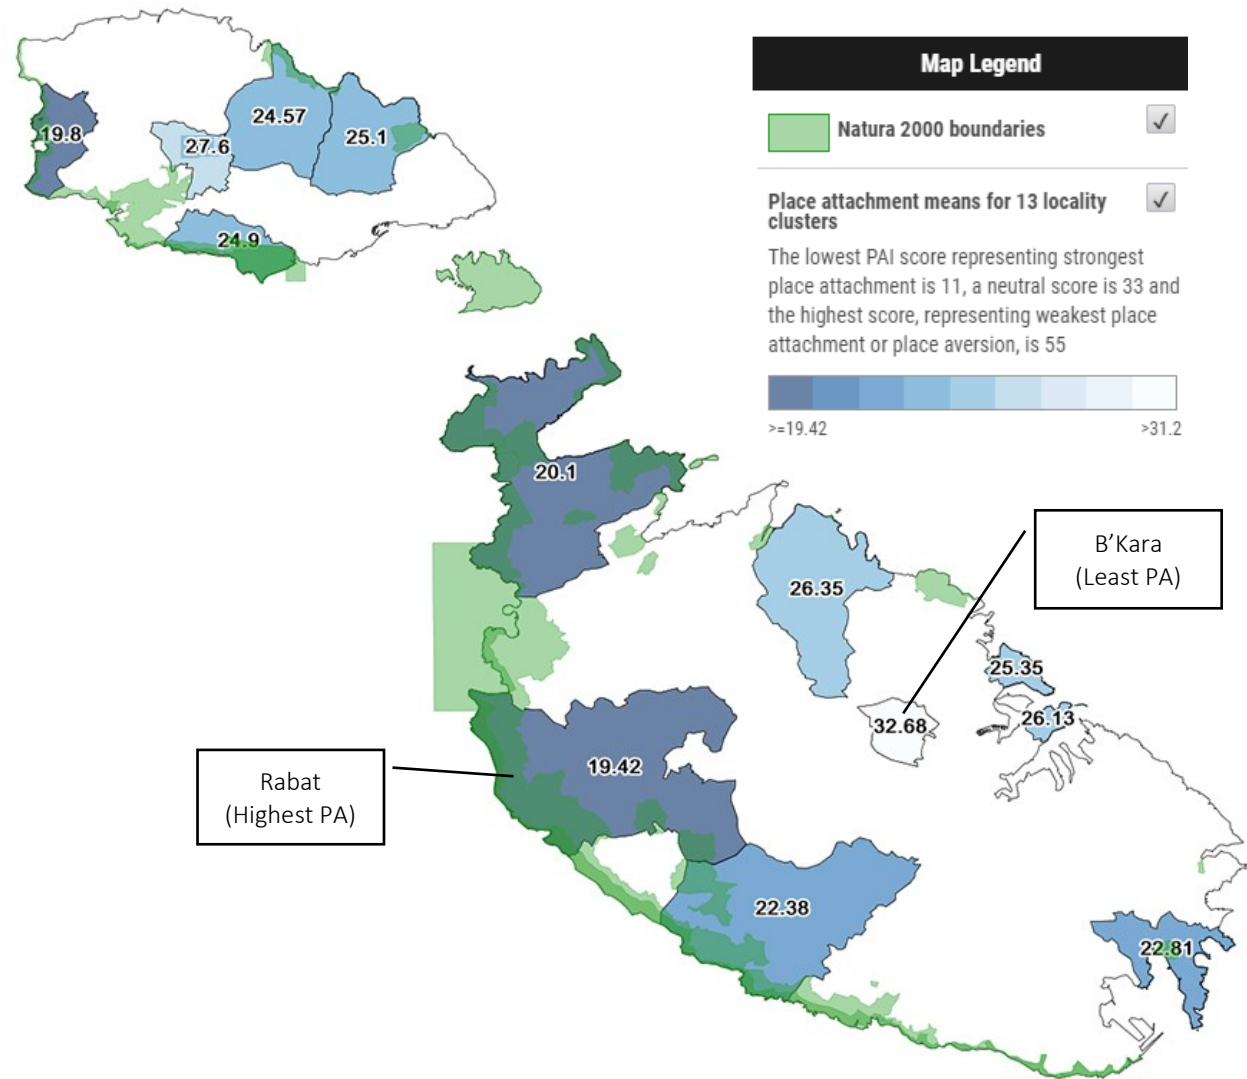 Map Legend
Natura 2000 boundaries
Place attachment means for 13 locality
clusters
The lowest PAI score representing strongest
place attachment is 11, a neutral score is 33 and
the highest score, representing weakest place
attachment or place aversion, is 55
>=19.42
>31.2
24.57
19.8
25.1
27.6
24.9
20.1
B'Kara
(Least PA)
26.35
25.35
26.13
32.68
19.42
Rabat
(Highest PA)
22.38
22.81